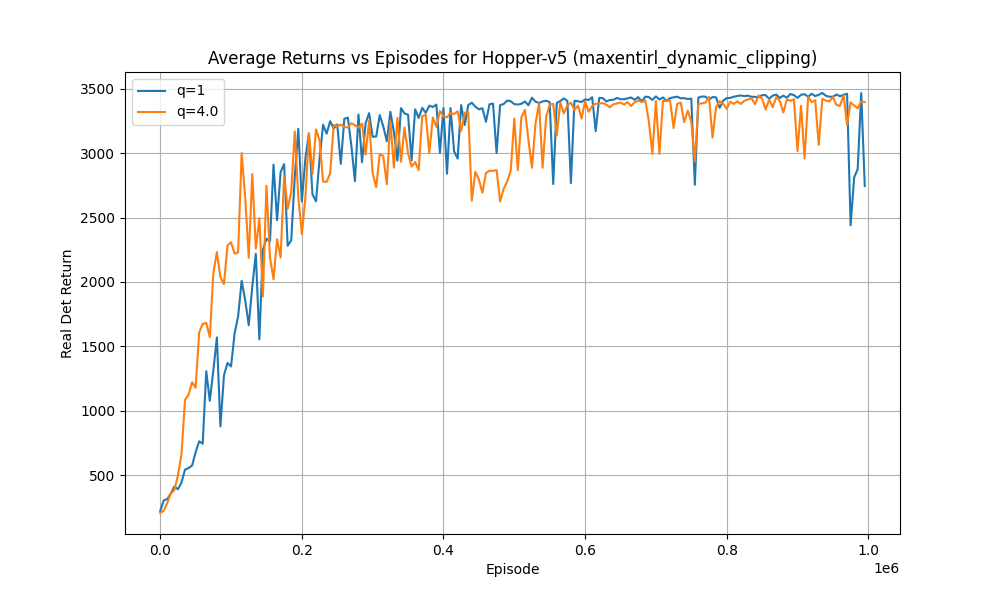 Average Returns vs Episodes for Hopper-v5 (maxentirl_dynamic_clipping)
q=1
q=4.0
Real Det Return
3500
3000
2500
2000
1500
1000
500
0.0 0.2 0.4 0.6 0.8 1.0
1e6
Episode